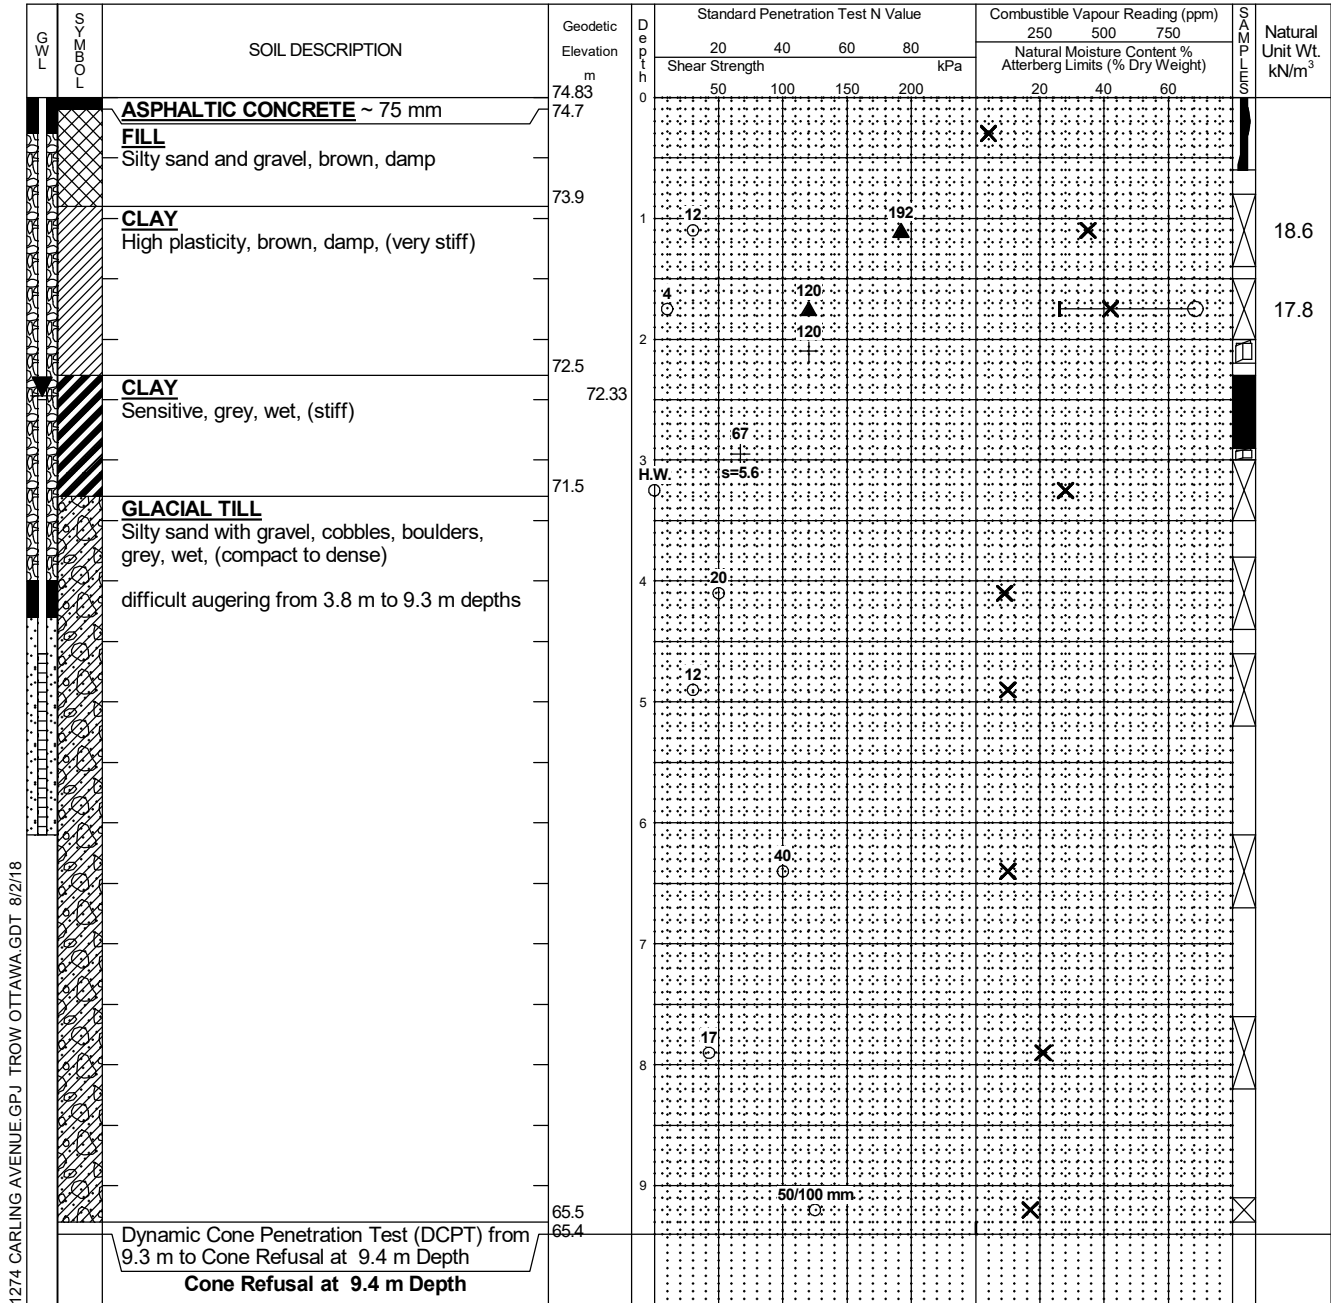 GWL
SYMBOL
SOIL DESCRIPTION
Geodetic
Elevation
m
74.83
Depth
Standard Penetration Test N Value
20 40 60 80
Shear Strength kPa
50 100 150 200
Combustible Vapour Reading (ppm)
250 500 750
Natural Moisture Content %
Atterberg Limits (% Dry Weight)
20 40 60
SAMPLES
Natural
Unit Wt.
kN/m³
0
ASPHALTIC CONCRETE ~ 75 mm
74.7
FILL
Silty sand and gravel, brown, damp
73.9
CLAY
High plasticity, brown, damp, (very stiff)
1
12
192
18.6
4
120
17.8
120
2
72.5
CLAY
72.33
Sensitive, grey, wet, (stiff)
67
3
s=5.6
H.W.
71.5
GLACIAL TILL
Silty sand with gravel, cobbles, boulders,
grey, wet, (compact to dense)
4
20
difficult augering from 3.8 m to 9.3 m depths
12
5
6
40
7
17
8
9
50/100 mm
65.5
65.4
Dynamic Cone Penetration Test (DCPT) from
9.3 m to Cone Refusal at 9.4 m Depth
Cone Refusal at 9.4 m Depth
1274 CARLING AVENUE.GPJ TROW OTTAWA.GDT 8/2/18